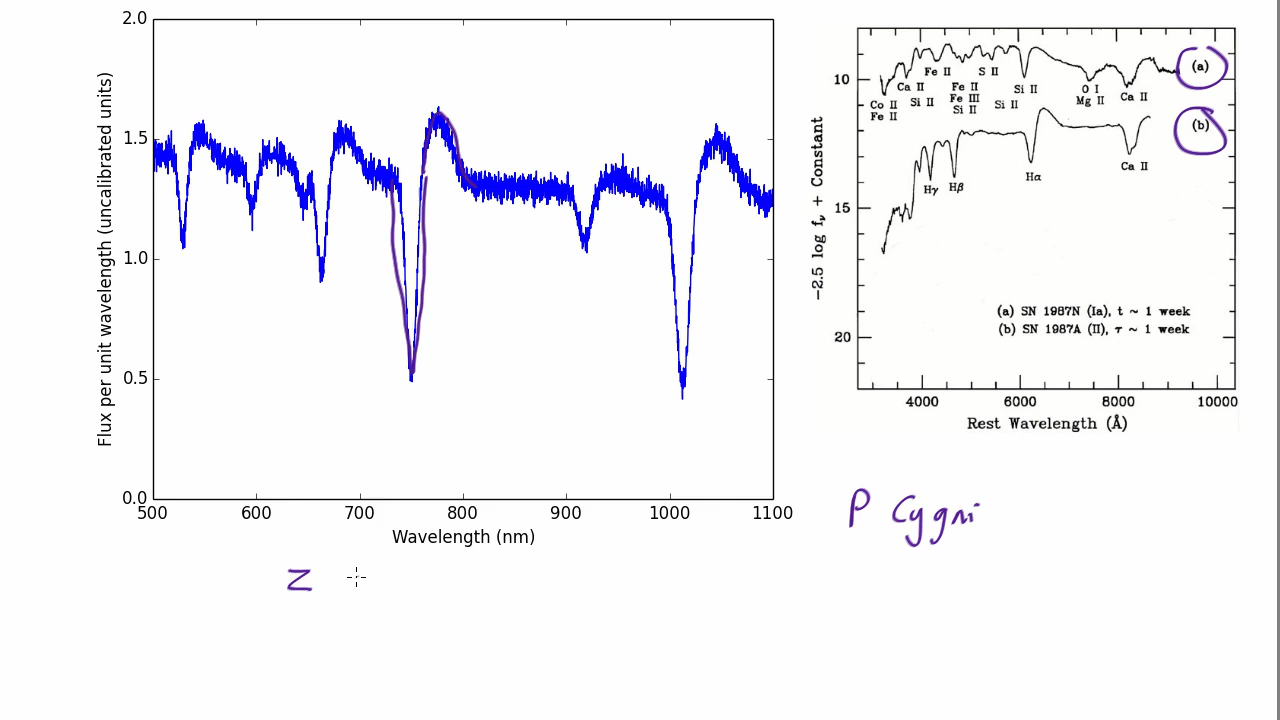 2.0
1.5
1.0
0.5
0.0
Flux per unit wavelength (uncalibrated units)
500 600 700 800 900 1000 1100
Wavelength (nm)
(a)
Fe II S II
Ca II Fe II Si II O I Ca II
Si II Fe III Si II Mg II
Co II Si II
Fe II
(b)
Ca II
Hγ Hβ Hα
(a) SN 1987N (Ia), t ~ 1 week
(b) SN 1987A (II), τ ~ 1 week
10
15
20
−2.5 log fν + Constant
4000 6000 8000 10000
Rest Wavelength (Å)
P Cygni
Z